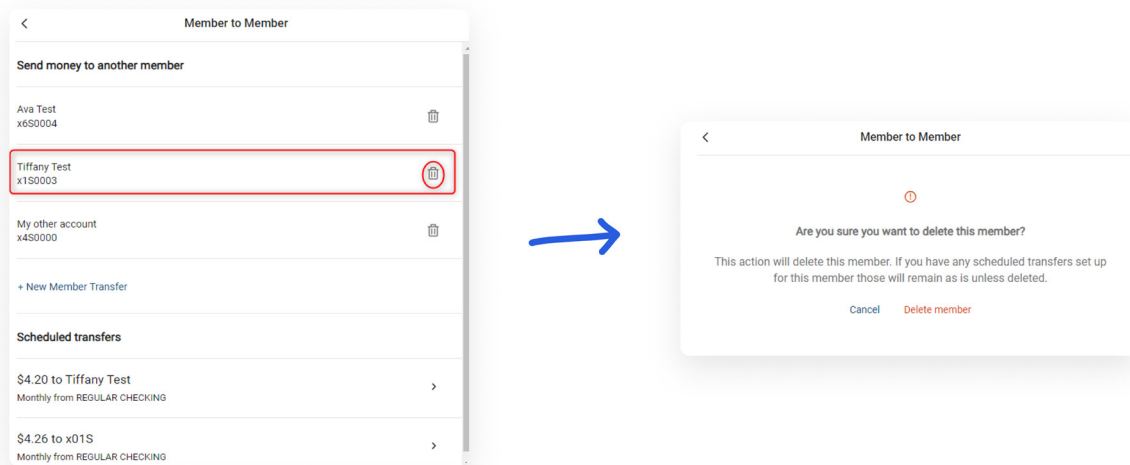 Member to Member
Send money to another member
Ava Test
x6S0004
Tiffany Test
x1S0003
My other account
x4S0000
+ New Member Transfer
Scheduled transfers
$4.20 to Tiffany Test
Monthly from REGULAR CHECKING
$4.26 to x01S
Monthly from REGULAR CHECKING
Member to Member
Are you sure you want to delete this member?
This action will delete this member. If you have any scheduled transfers set up
for this member those will remain as is unless deleted.
Cancel Delete member